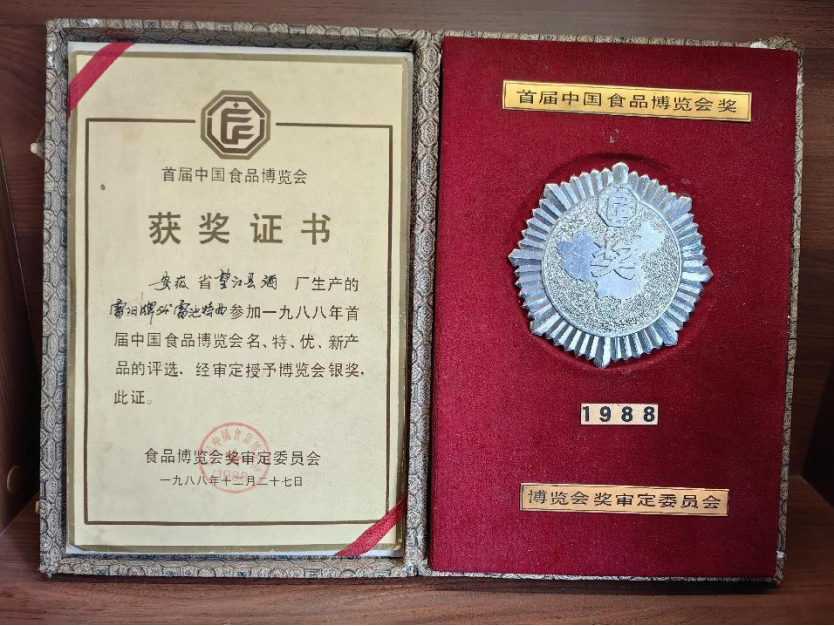 首届中国食品博览会
获奖证书
安徽省望江县酒厂生产的
雷池特曲参加一九八八年首
届中国食品博览会名、特、优、新产
品的评选,经审定授予博览会银奖,
此证。
食品博览会奖审定委员会
一九八八年十二月二十七日
首届中国食品博览会奖
奖
1988
博览会奖审定委员会